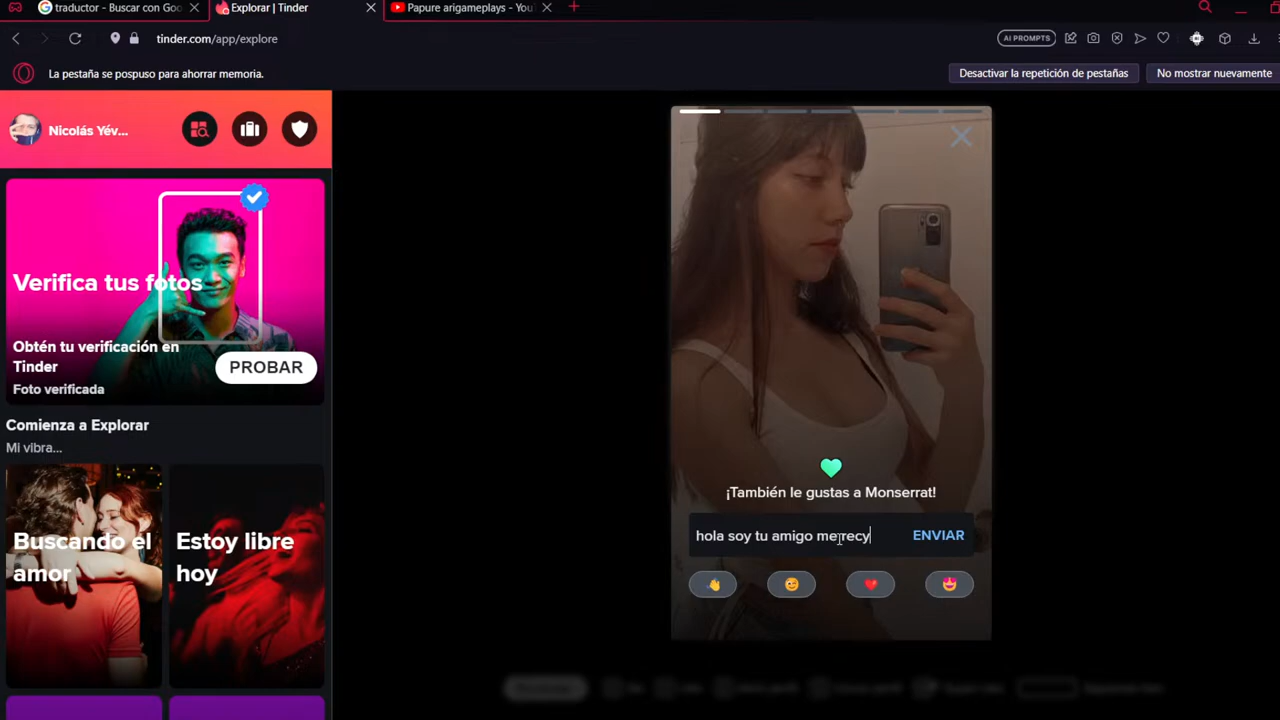 traductor - Buscar con Goo
Explorar | Tinder
Papure arigameplays - You
tinder.com/app/explore
AI PROMPTS
La pestaña se pospuso para ahorrar memoria.
Desactivar la repetición de pestañas
No mostrar nuevamente
Nicolás Yév...
Verifica tus fotos
Obtén tu verificación en
Tinder
Foto verificada
PROBAR
Comienza a Explorar
Mi vibra...
Buscando el
amor
Estoy libre
hoy
¡También le gustas a Monserrat!
hola soy tu amigo merecy
ENVIAR